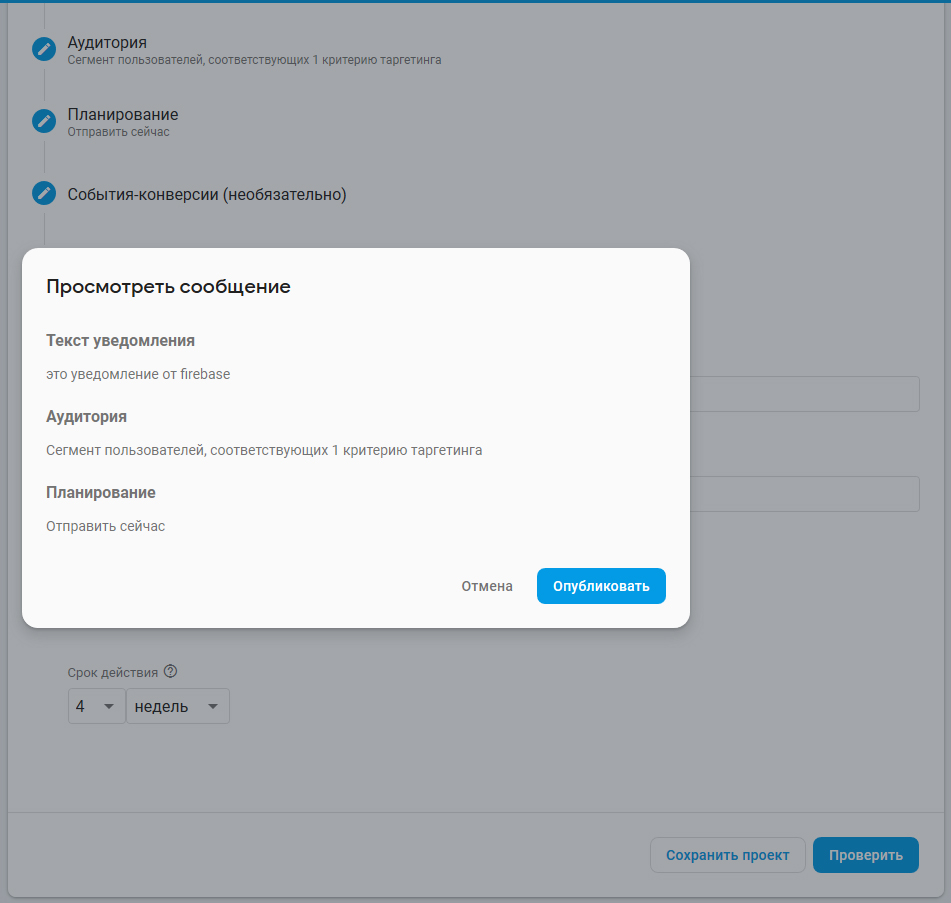 Аудитория
Сегмент пользователей, соответствующих 1 критерию таргетинга
Планирование
Отправить сейчас
События-конверсии (необязательно)
Просмотреть сообщение
Текст уведомления
это уведомление от firebase
Аудитория
Сегмент пользователей, соответствующих 1 критерию таргетинга
Планирование
Отправить сейчас
Отмена Опубликовать
Срок действия ?
4 недель
Сохранить проект Проверить